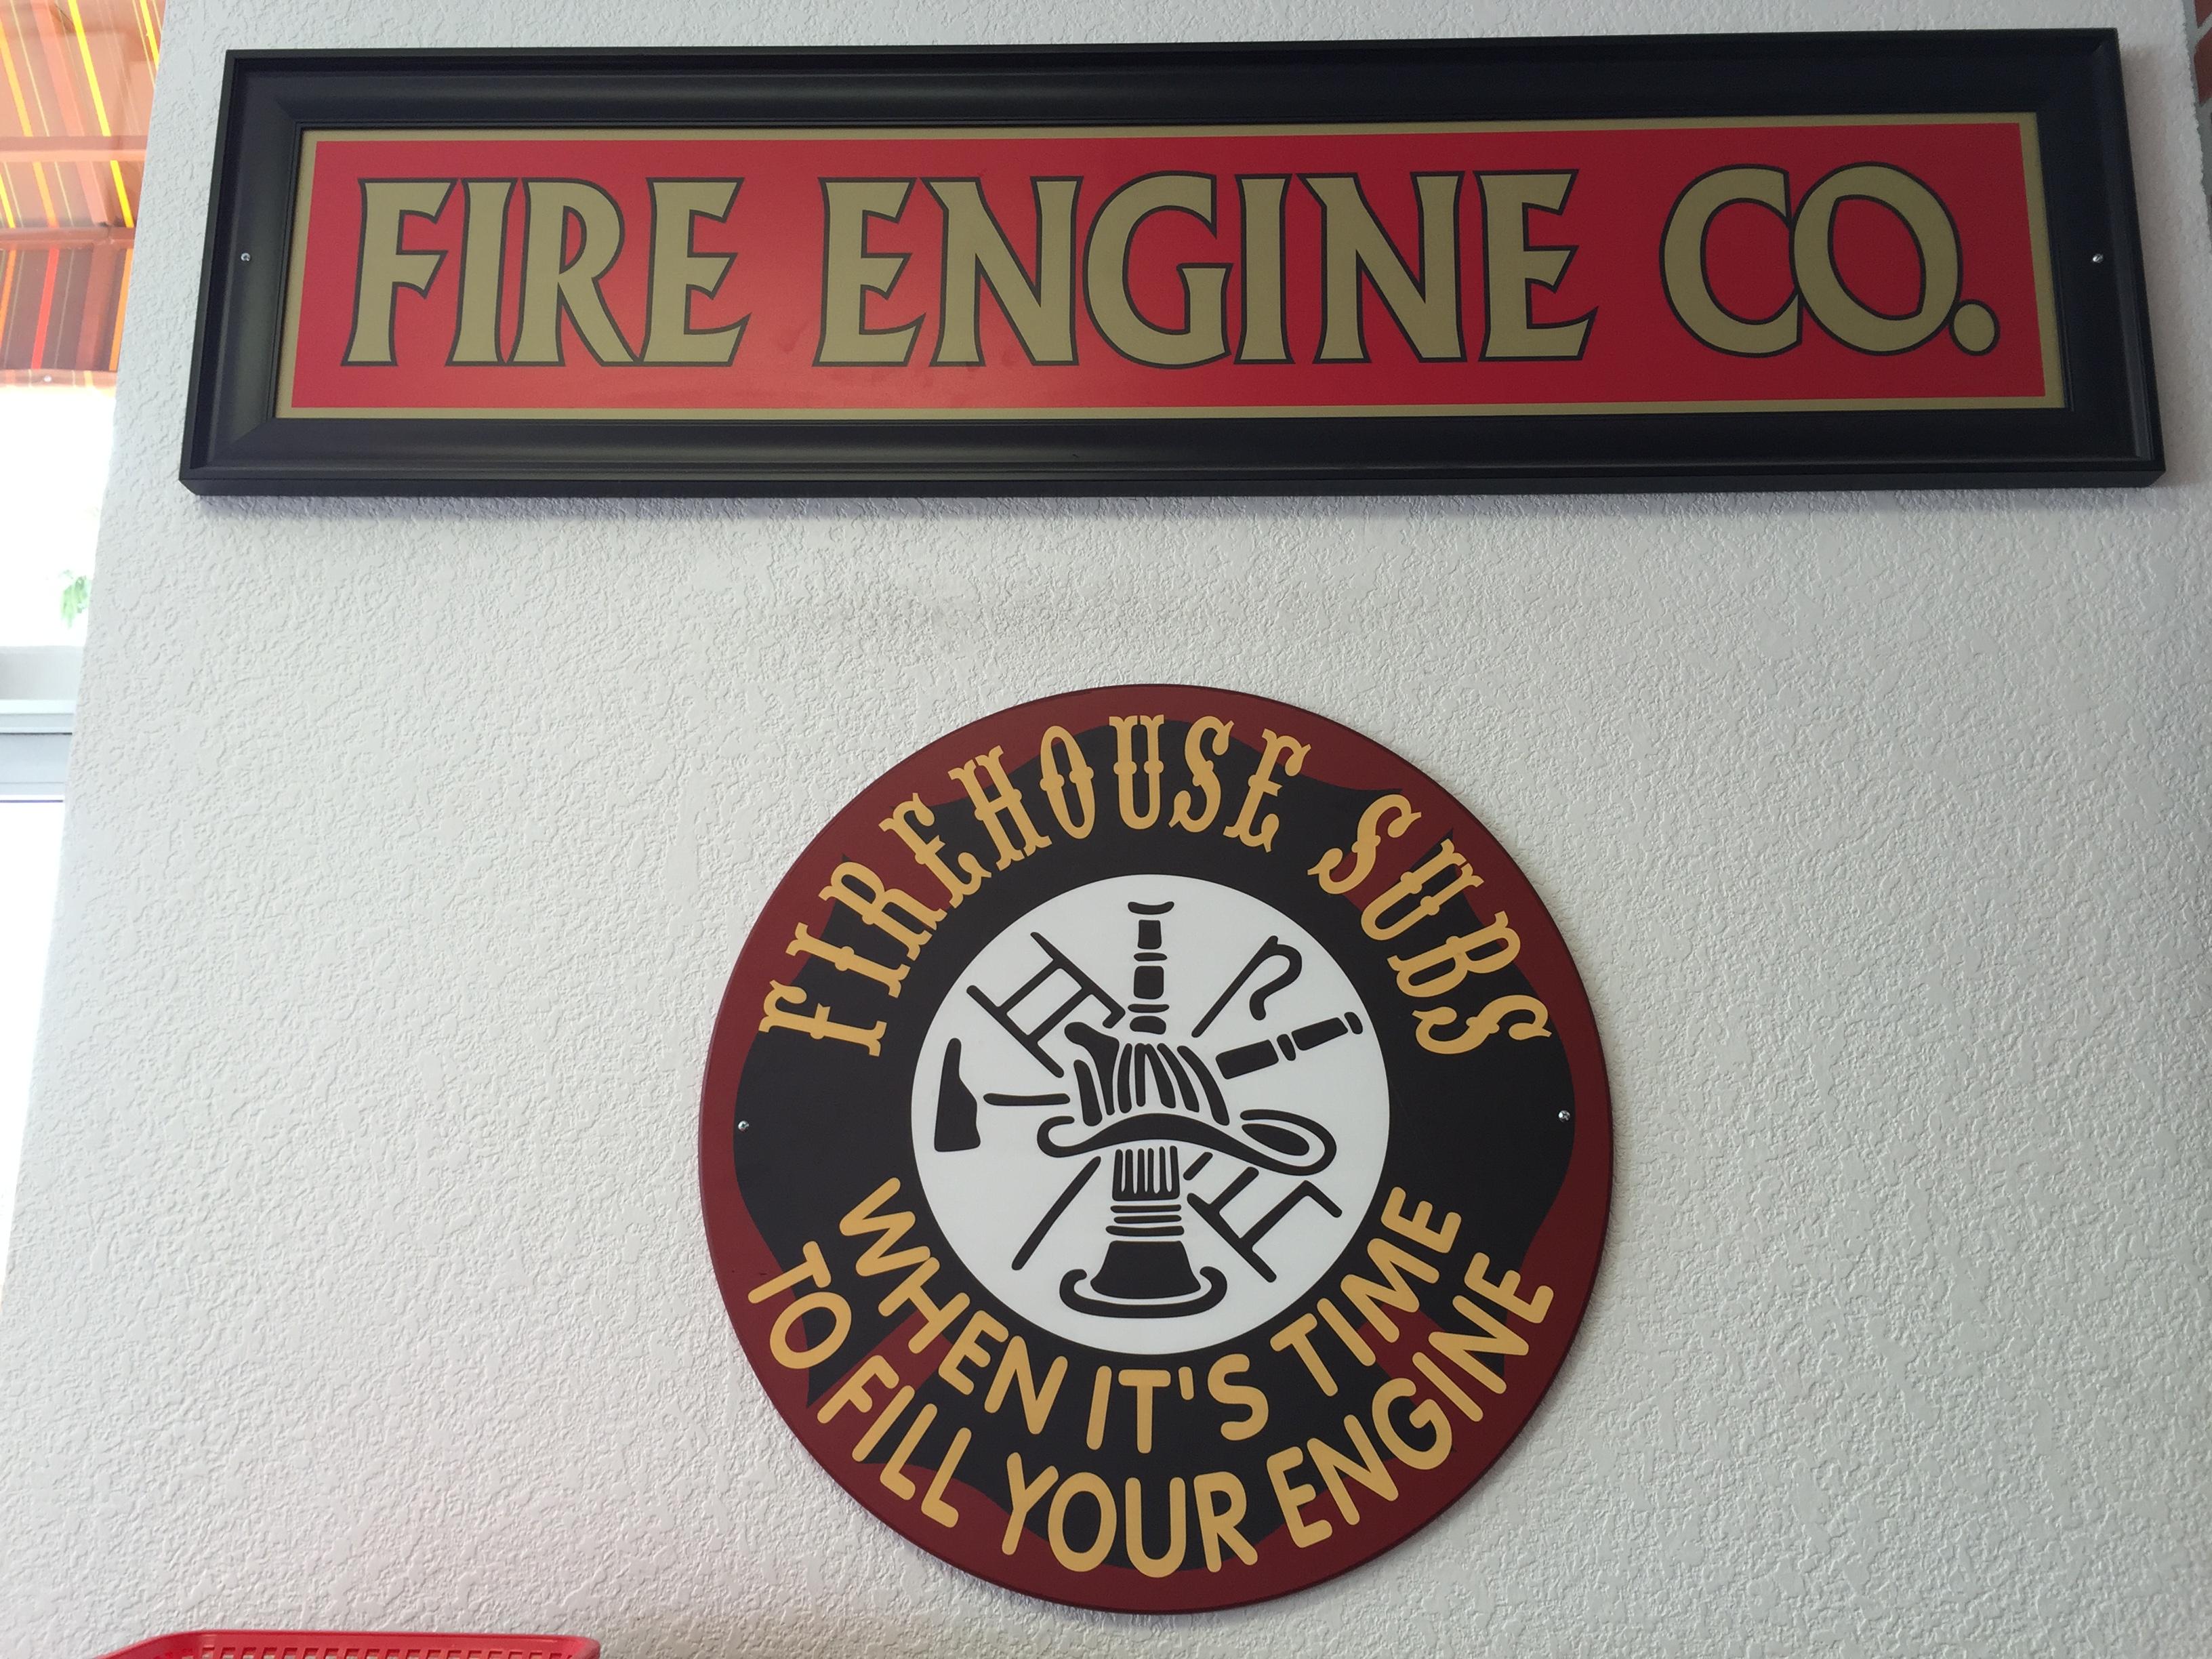 FIRE ENGINE CO.
FIREHOUSE SUBS
WHEN IT'S TIME
TO FILL YOUR ENGINE